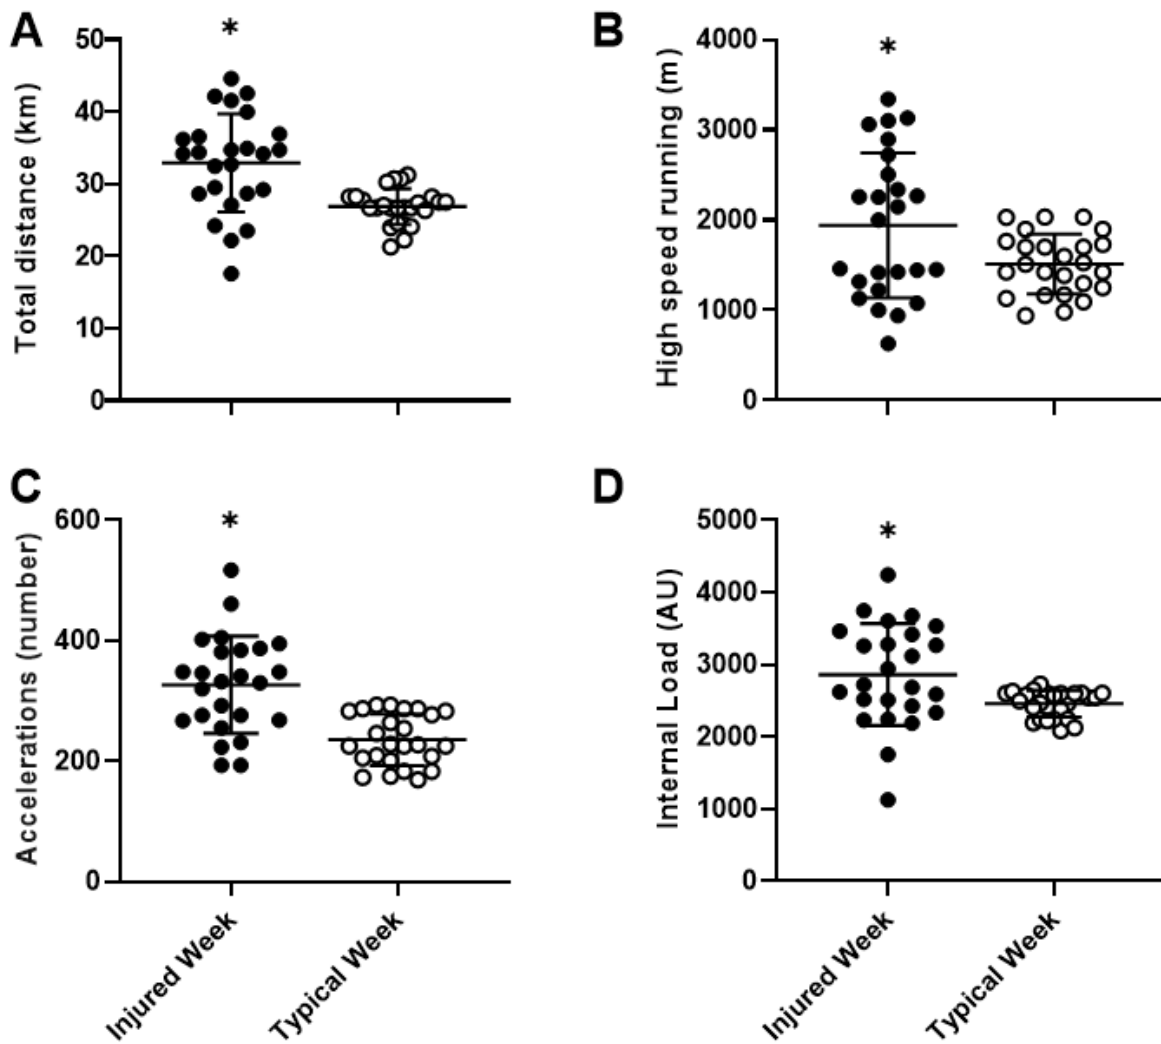 A
Total distance (km)
50
40
30
20
10
0
*
B
High speed running (m)
4000
3000
2000
1000
0
*
C
Accelerations (number)
600
400
200
0
*
Injured Week
Typical Week
D
Internal Load (AU)
5000
4000
3000
2000
1000
0
*
Injured Week
Typical Week